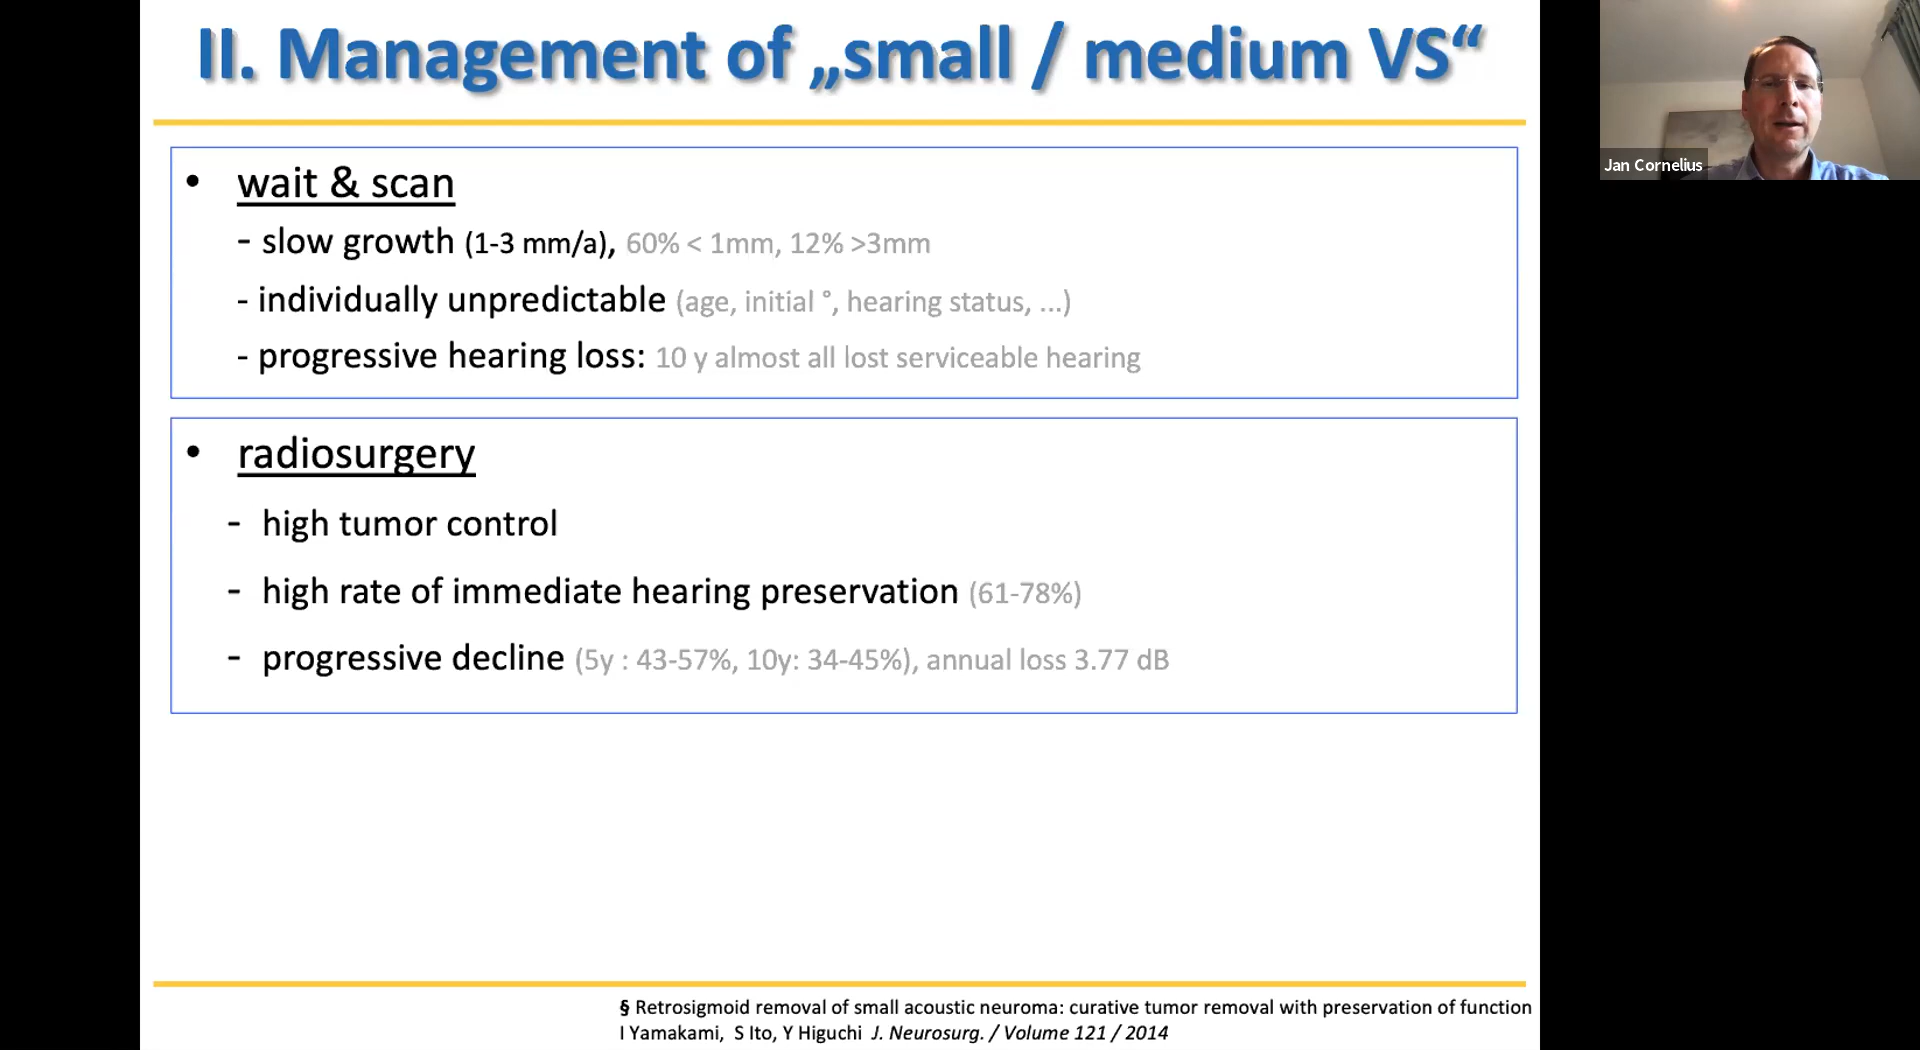 II. Management of „small / medium VS“
Jan Cornelius
• wait & scan
- slow growth (1-3 mm/a), 60% < 1mm, 12% >3mm
- individually unpredictable (age, initial °, hearing status, ...)
- progressive hearing loss: 10 y almost all lost serviceable hearing
• radiosurgery
- high tumor control
- high rate of immediate hearing preservation (61-78%)
- progressive decline (5y : 43-57%, 10y: 34-45%), annual loss 3.77 dB
§ Retrosigmoid removal of small acoustic neuroma: curative tumor removal with preservation of function
I Yamakami, S Ito, Y Higuchi J. Neurosurg. / Volume 121 / 2014